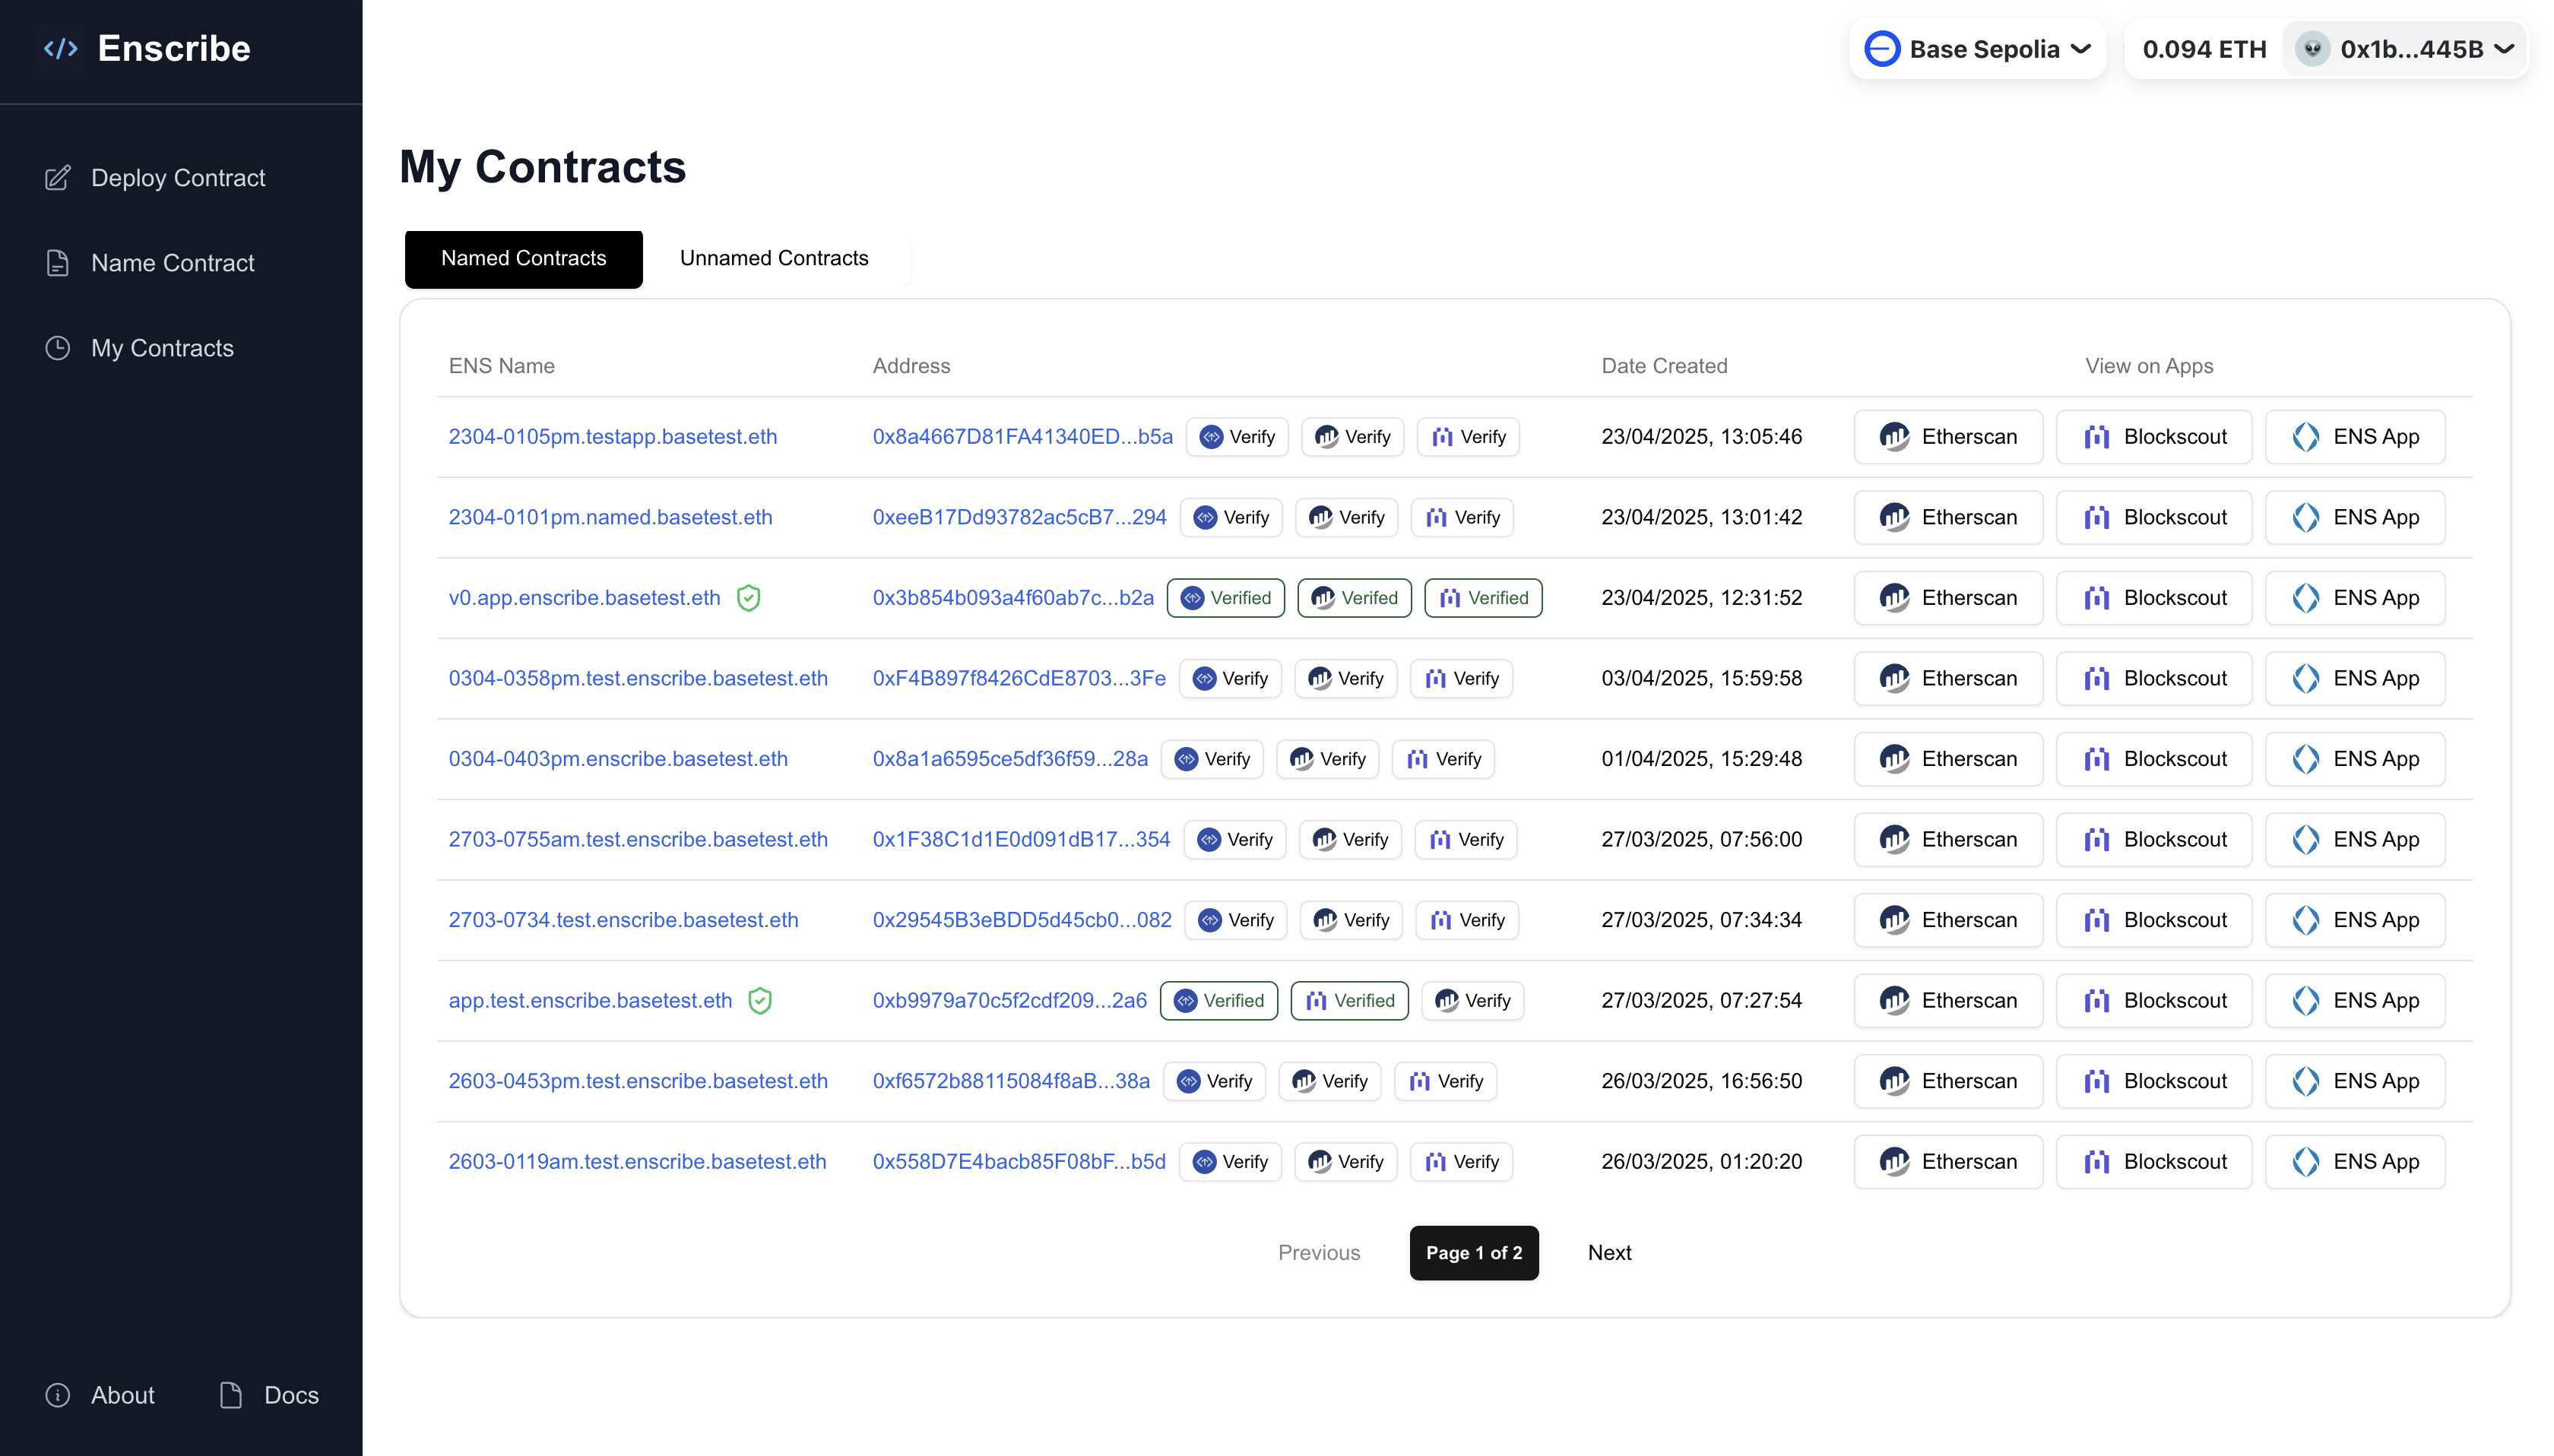 Enscribe
Base Sepolia
0.094 ETH
0x1b...445B
Deploy Contract
Name Contract
My Contracts
My Contracts
Named Contracts
Unnamed Contracts
ENS Name Address Date Created View on Apps
2304-0105pm.testapp.basetest.eth 0x8a4667D81FA41340ED...b5a Verify Verify Verify 23/04/2025, 13:05:46 Etherscan Blockscout ENS App
2304-0101pm.named.basetest.eth 0xeeB17Dd93782ac5cB7...294 Verify Verify Verify 23/04/2025, 13:01:42 Etherscan Blockscout ENS App
v0.app.enscribe.basetest.eth 0x3b854b093a4f60ab7c...b2a Verified Verifed Verified 23/04/2025, 12:31:52 Etherscan Blockscout ENS App
0304-0358pm.test.enscribe.basetest.eth 0xF4B897f8426CdE8703...3Fe Verify Verify Verify 03/04/2025, 15:59:58 Etherscan Blockscout ENS App
0304-0403pm.enscribe.basetest.eth 0x8a1a6595ce5df36f59...28a Verify Verify Verify 01/04/2025, 15:29:48 Etherscan Blockscout ENS App
2703-0755am.test.enscribe.basetest.eth 0x1F38C1d1E0d091dB17...354 Verify Verify Verify 27/03/2025, 07:56:00 Etherscan Blockscout ENS App
2703-0734.test.enscribe.basetest.eth 0x29545B3eBDD5d45cb0...082 Verify Verify Verify 27/03/2025, 07:34:34 Etherscan Blockscout ENS App
app.test.enscribe.basetest.eth 0xb9979a70c5f2cdf209...2a6 Verified Verified Verify 27/03/2025, 07:27:54 Etherscan Blockscout ENS App
2603-0453pm.test.enscribe.basetest.eth 0xf6572b88115084f8aB...38a Verify Verify Verify 26/03/2025, 16:56:50 Etherscan Blockscout ENS App
2603-0119am.test.enscribe.basetest.eth 0x558D7E4bacb85F08bF...b5d Verify Verify Verify 26/03/2025, 01:20:20 Etherscan Blockscout ENS App
Previous Page 1 of 2 Next
About Docs